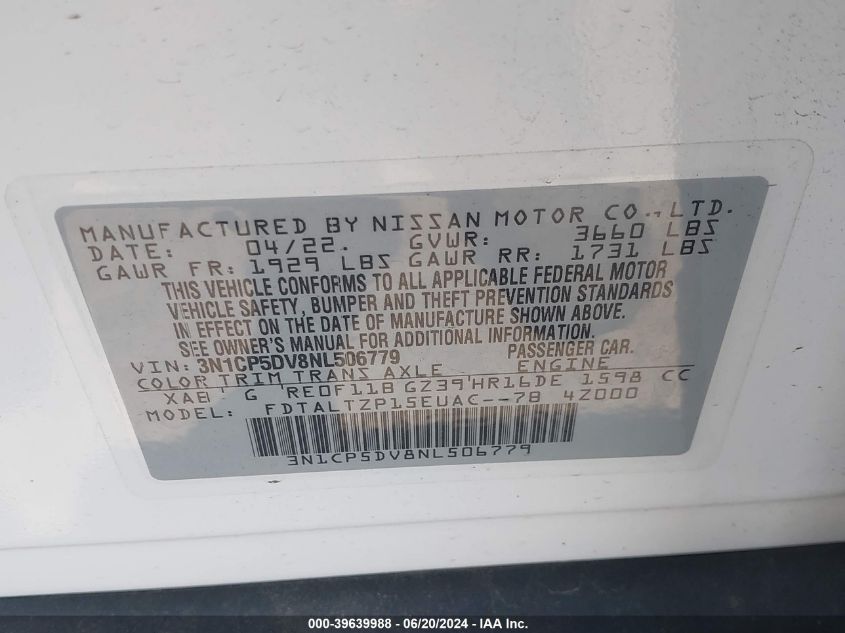 MANUFACTURED BY NISSAN MOTOR CO., LTD.
DATE: 04/22. GVWR: 3660 LBS
GAWR FR: 1929 LBS GAWR RR: 1731 LBS
THIS VEHICLE CONFORMS TO ALL APPLICABLE FEDERAL MOTOR
VEHICLE SAFETY, BUMPER AND THEFT PREVENTION STANDARDS
IN EFFECT ON THE DATE OF MANUFACTURE SHOWN ABOVE.
SEE OWNER'S MANUAL FOR ADDITIONAL INFORMATION.
VIN: 3N1CP5DV8NL506779 PASSENGER CAR.
COLOR TRIM TRANS AXLE ENGINE
XAB G RE0F11B GZ39 HR16DE 1598 CC
FDTALTZP15EUAC--78 4Z000
3N1CP5DV8NL506779
000-39639988 - 06/20/2024 - © IAA Inc.